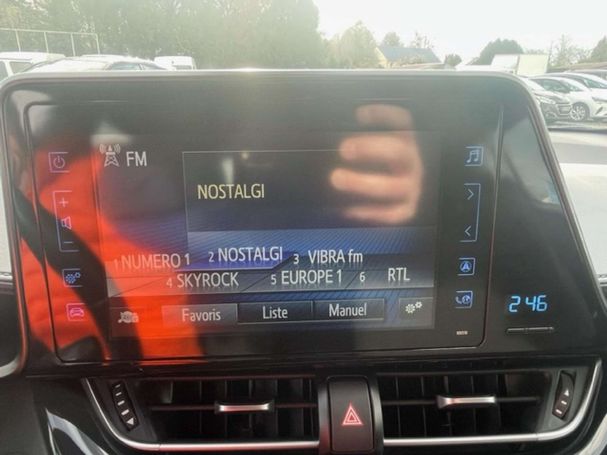 FM
NOSTALGI
1 NUMERO 1 2 NOSTALGI 3 VIBRA fm
4 SKYROCK 5 EUROPE 1 6 RTL
Favoris Liste Manuel
2:46